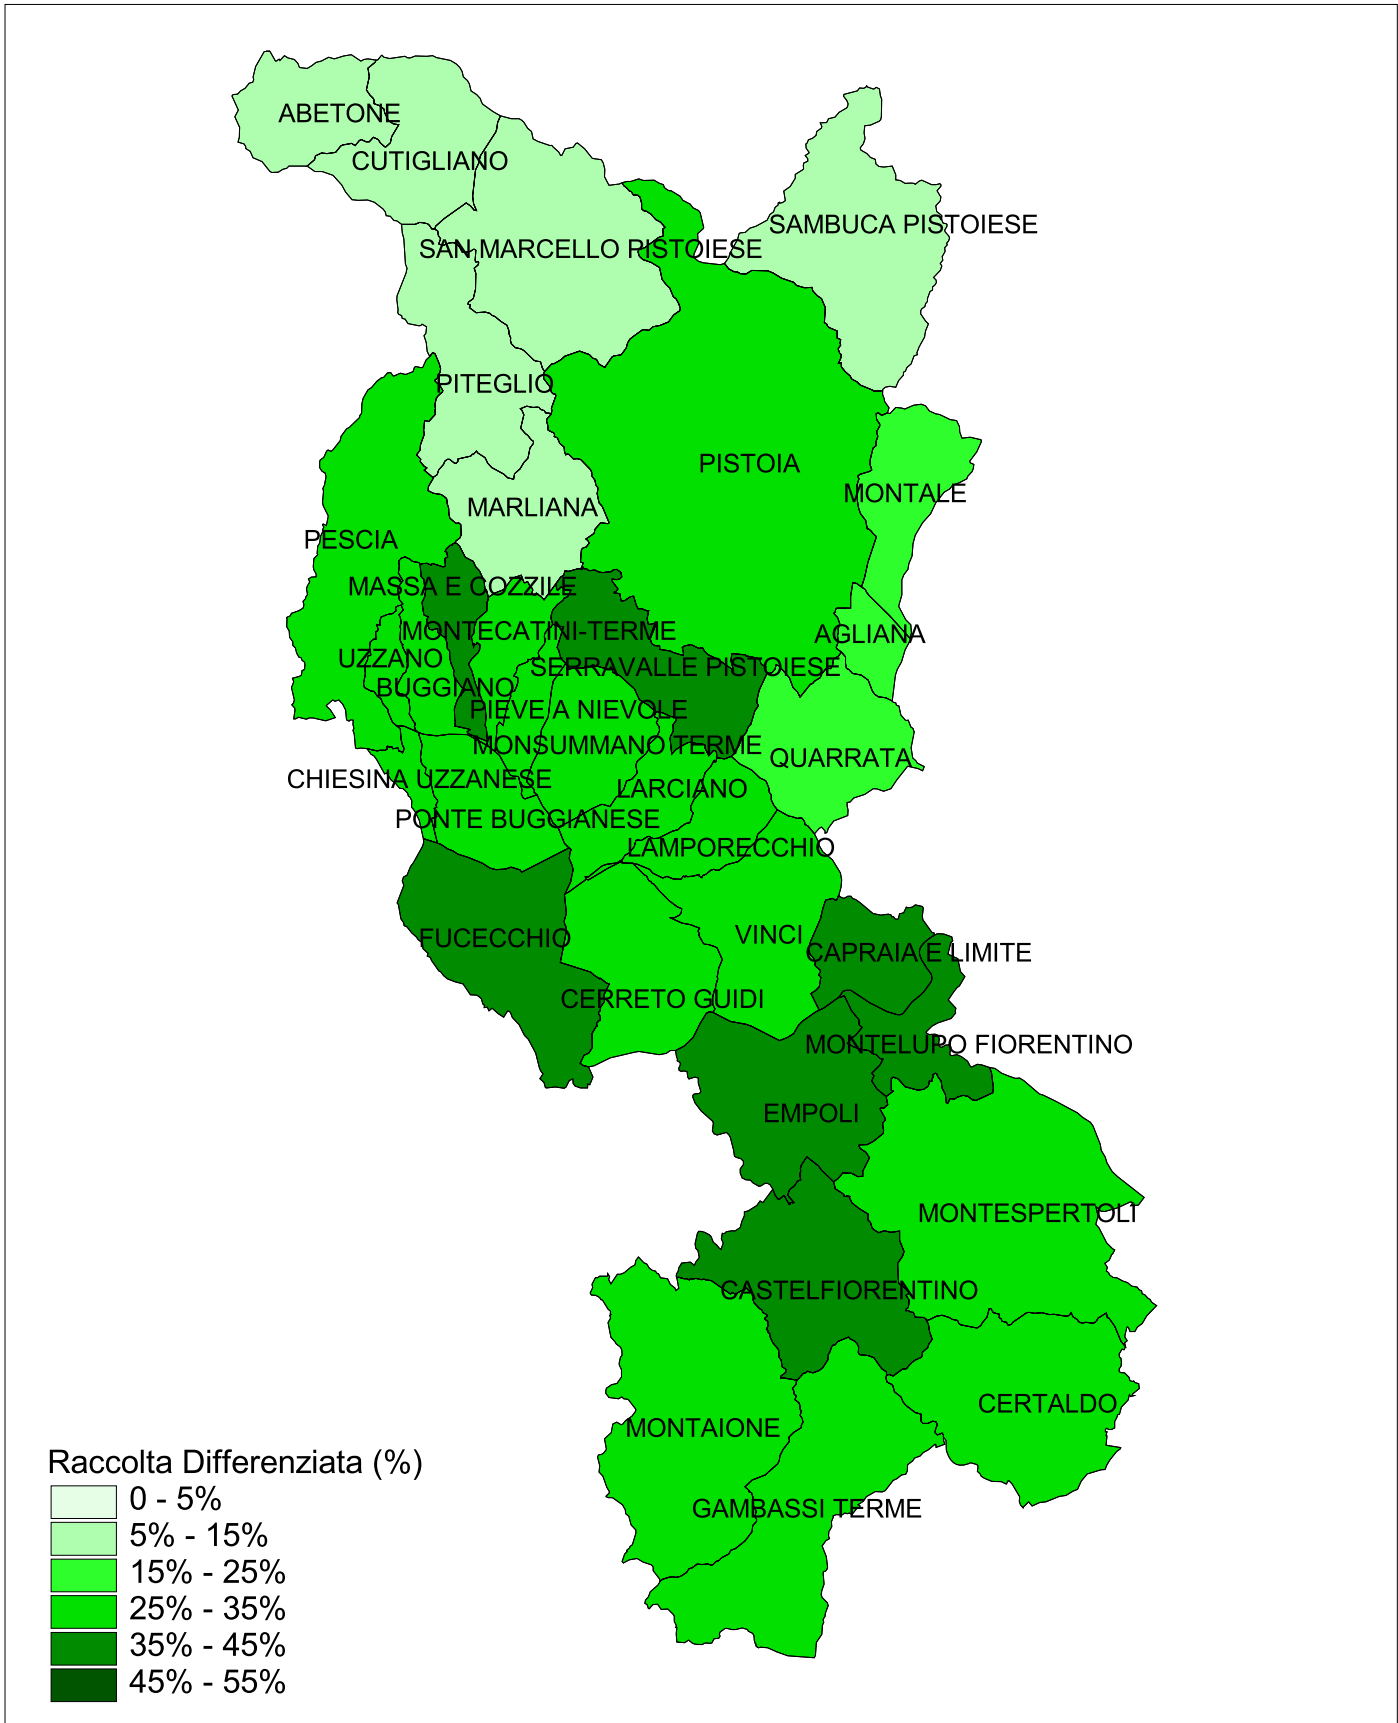 ABETONE
CUTIGLIANO
SAMBUCA PISTOIESE
SAN MARCELLO PISTOIESE
PITEGLIO
PISTOIA
MONTALE
MARLIANA
PESCIA
MASSA E COZZILE
MONTECATINI-TERME
AGLIANA
UZZANO
SERRAVALLE PISTOIESE
BUGGIANO
PIEVE A NIEVOLE
MONSUMMANO TERME
QUARRATA
CHIESINA UZZANESE
LARCIANO
PONTE BUGGIANESE
LAMPORECCHIO
FUCECCHIO
VINCI
CAPRAIA E LIMITE
CERRETO GUIDI
MONTELUPO FIORENTINO
EMPOLI
MONTESPERTOLI
CASTELFIORENTINO
CERTALDO
MONTAIONE
GAMBASSI TERME
Raccolta Differenziata (%)
0 - 5%
5% - 15%
15% - 25%
25% - 35%
35% - 45%
45% - 55%